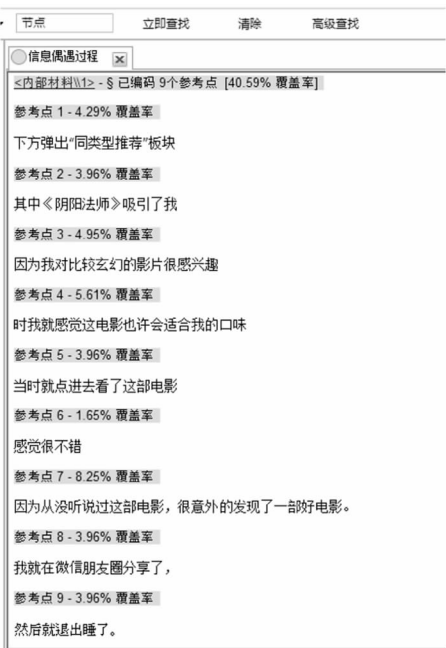 节点 立即查找 清除 高级查找
信息偶遇过程
<内部材料\\1> - § 已编码 9个参考点 [40.59% 覆盖率]
参考点 1 - 4.29% 覆盖率
下方弹出“同类型推荐”板块
参考点 2 - 3.96% 覆盖率
其中《阴阳法师》吸引了我
参考点 3 - 4.95% 覆盖率
因为我对比较玄幻的影片很感兴趣
参考点 4 - 5.61% 覆盖率
时我就感觉这电影也许会适合我的口味
参考点 5 - 3.96% 覆盖率
当时就点进去看了这部电影
参考点 6 - 1.65% 覆盖率
感觉很不错
参考点 7 - 8.25% 覆盖率
因为从没听说过这部电影，很意外的发现了一部好电影。
参考点 8 - 3.96% 覆盖率
我就在微信朋友圈分享了，
参考点 9 - 3.96% 覆盖率
然后就退出睡了。